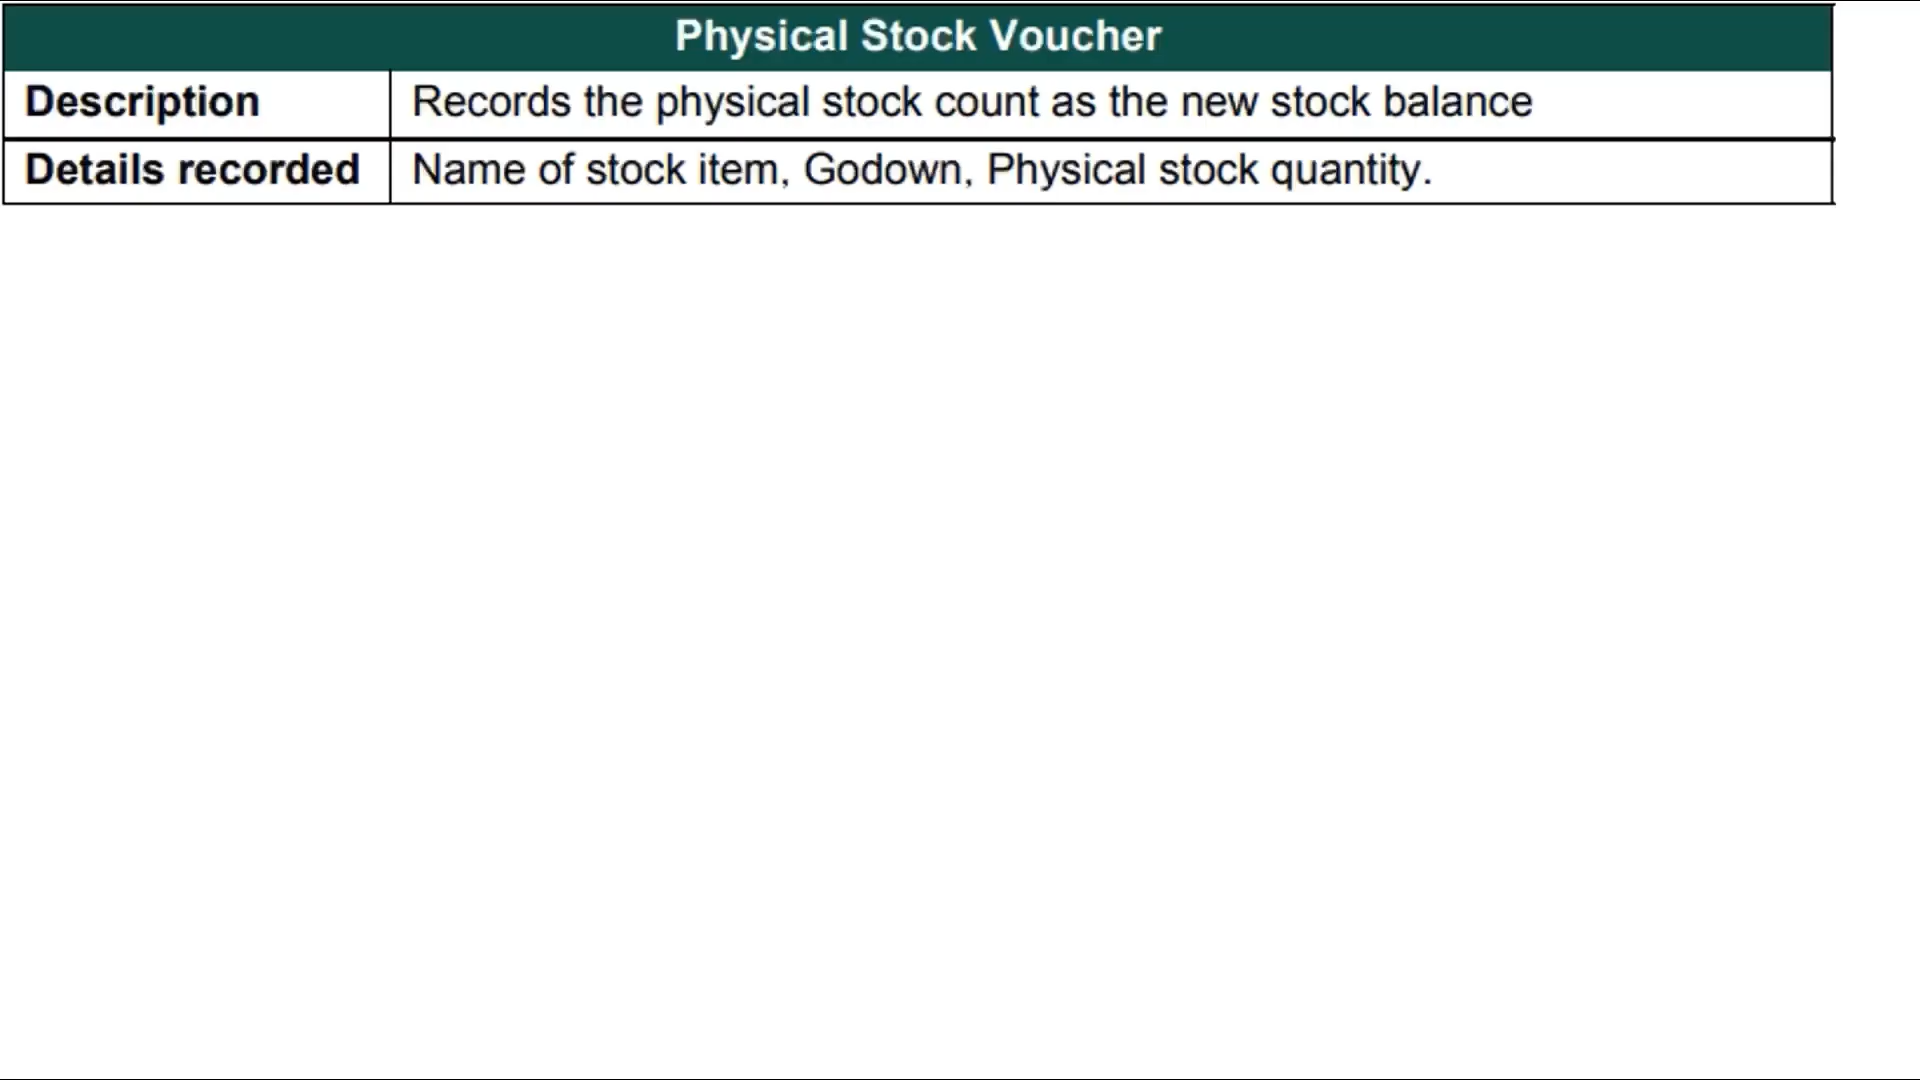 Physical Stock Voucher
Description Records the physical stock count as the new stock balance
Details recorded Name of stock item, Godown, Physical stock quantity.